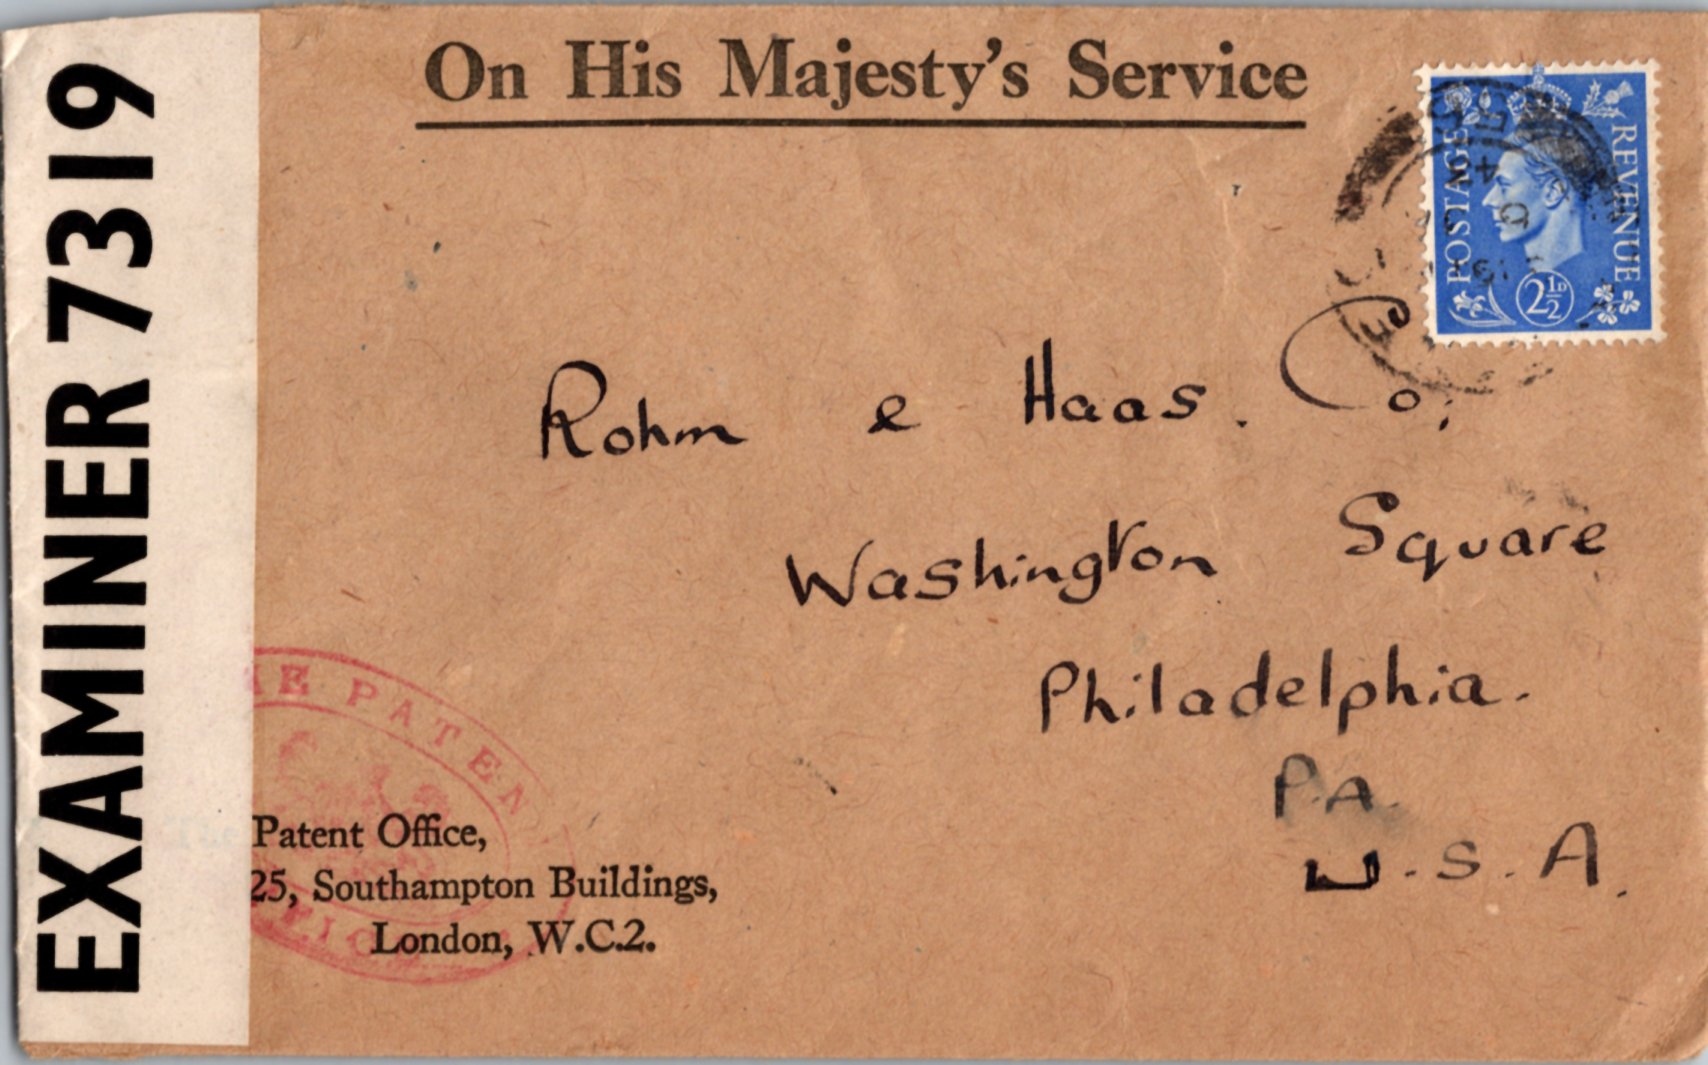 EXAMINER 7319
On His Majesty's Service
POSTAGE
REVENUE
2½D
Rohm & Haas. Co;
Washington Square
Philadelphia.
P.A.
U.S.A.
PATEN
Patent Office,
25, Southampton Buildings,
London, W.C.2.